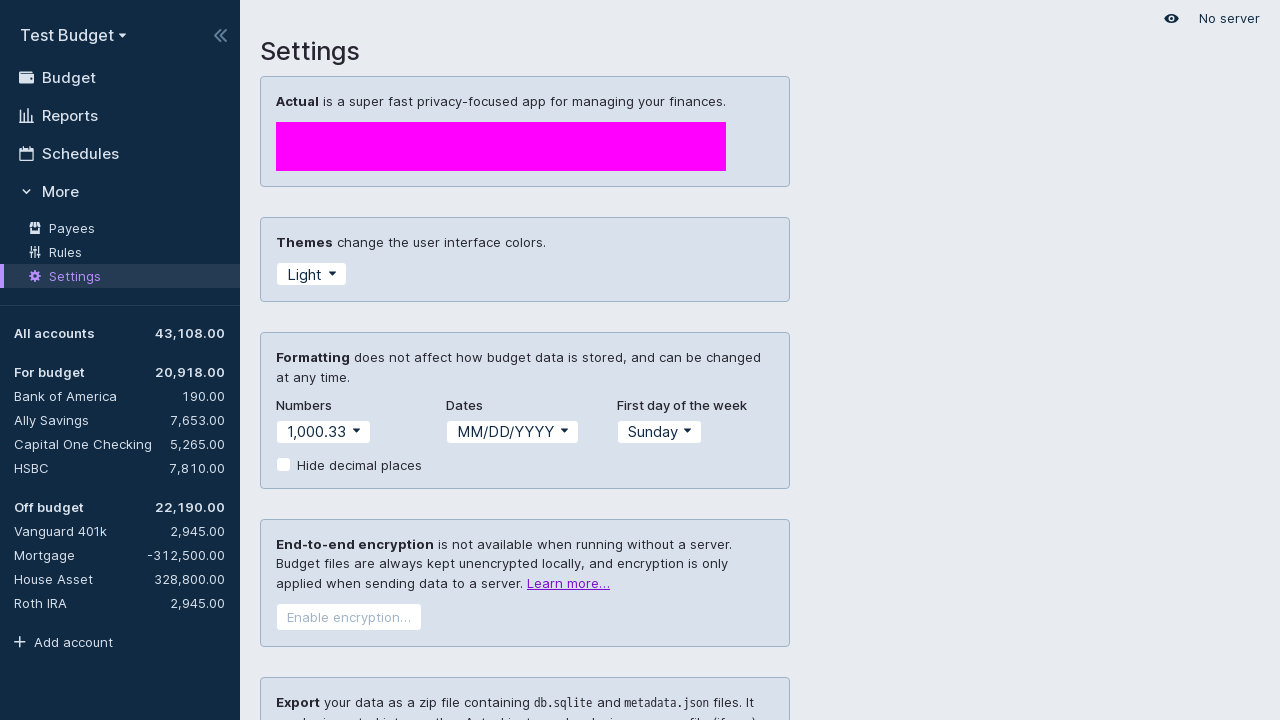 Test Budget
No server
Budget
Reports
Schedules
More
Payees
Rules
Settings
All accounts 43,108.00
For budget 20,918.00
Bank of America 190.00
Ally Savings 7,653.00
Capital One Checking 5,265.00
HSBC 7,810.00
Off budget 22,190.00
Vanguard 401k 2,945.00
Mortgage -312,500.00
House Asset 328,800.00
Roth IRA 2,945.00
Add account
Settings
Actual is a super fast privacy-focused app for managing your finances.
Themes change the user interface colors.
Light
Formatting does not affect how budget data is stored, and can be changed
at any time.
Numbers Dates First day of the week
1,000.33 MM/DD/YYYY Sunday
Hide decimal places
End-to-end encryption is not available when running without a server.
Budget files are always kept unencrypted locally, and encryption is only
applied when sending data to a server. Learn more…
Enable encryption…
Export your data as a zip file containing db.sqlite and metadata.json files. It